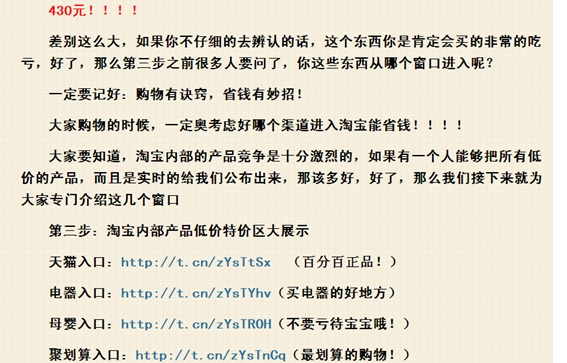 430元！！！！
差别这么大，如果你不仔细的去辨认的话，这个东西你是肯定会买的非常的吃
亏，好了，那么第三步之前很多人要问了，你这些东西从哪个窗口进入呢？
一定要记好：购物有诀窍，省钱有妙招！
大家购物的时候，一定奥考虑好哪个渠道进入淘宝能省钱！！！！
大家要知道，淘宝内部的产品竞争是十分激烈的，如果有一个人能够把所有低
价的产品，而且是实时的给我们公布出来，那该多好，好了，那么我们接下来就为
大家专门介绍这几个窗口
第三步：淘宝内部产品低价特价区大展示
天猫入口：http://t.cn/zYsTtSx （百分百正品！）
电器入口：http://t.cn/zYsTYhv（买电器的好地方）
母婴入口：http://t.cn/zYsTROH（不要亏待宝宝哦！）
聚划算入口：http://t.cn/zYsTnCq（最划算的购物！）